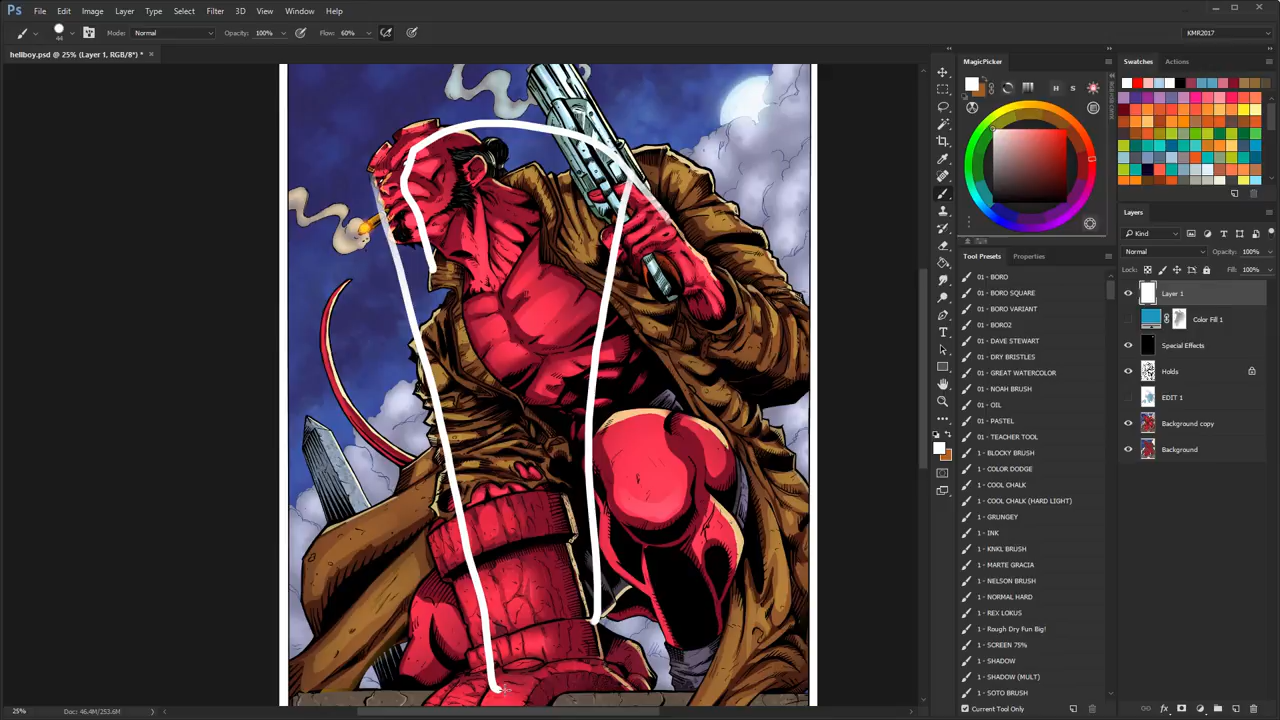 Ps File Edit Image Layer Type Select Filter 3D View Window Help
44 Mode: Normal Opacity: 100% Flow: 60% KMR2017
hellboy.psd @ 25% (Layer 1, RGB/8*) * ×
MagicPicker
H S
Swatches Actions
Layers
Kind
Normal Opacity: 100%
Lock: Fill: 100%
Layer 1
Color Fill 1
Special Effects
Holds
EDIT 1
Background copy
Background
Tool Presets Properties
01 - BORO
01 - BORO SQUARE
01 - BORO VARIANT
01 - BORO2
01 - DAVE STEWART
01 - DRY BRISTLES
01 - GREAT WATERCOLOR
01 - NOAH BRUSH
01 - OIL
01 - PASTEL
01 - TEACHER TOOL
1 - BLOCKY BRUSH
1 - COLOR DODGE
1 - COOL CHALK
1 - COOL CHALK (HARD LIGHT)
1 - GRUNGEY
1 - INK
1 - KNKL BRUSH
1 - MARTE GRACIA
1 - NELSON BRUSH
1 - NORMAL HARD
1 - REX LOKUS
1 - Rough Dry Fun Big!
1 - SCREEN 75%
1 - SHADOW
1 - SHADOW (MULT)
1 - SOTO BRUSH
Current Tool Only
25% Doc: 46.4M/253.6M